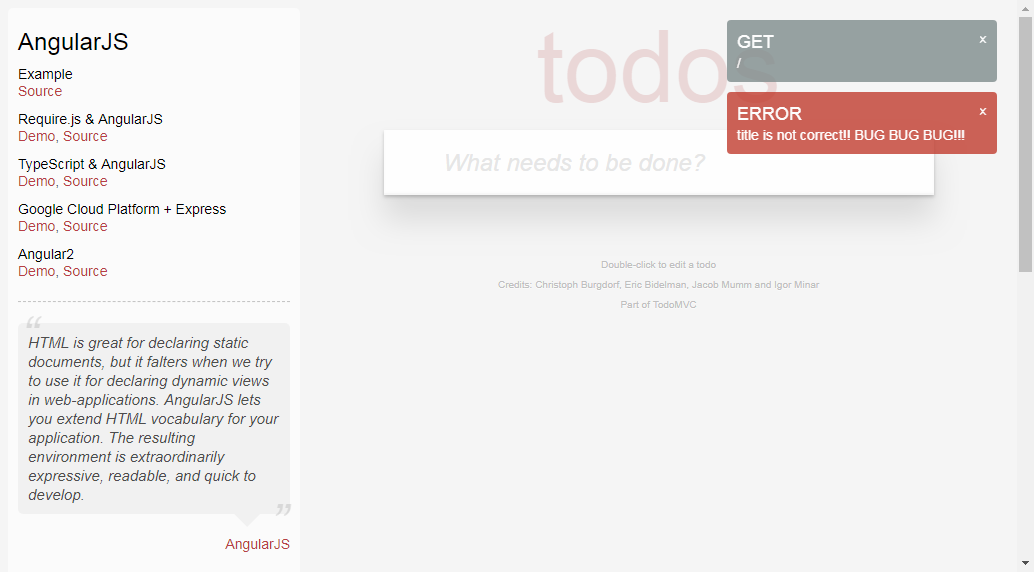 AngularJS
Example
Source
Require.js & AngularJS
Demo, Source
TypeScript & AngularJS
Demo, Source
Google Cloud Platform + Express
Demo, Source
Angular2
Demo, Source
“
HTML is great for declaring static
documents, but it falters when we try
to use it for declaring dynamic views
in web-applications. AngularJS lets
you extend HTML vocabulary for your
application. The resulting
environment is extraordinarily
expressive, readable, and quick to
develop.
”
AngularJS
todos
What needs to be done?
Double-click to edit a todo
Credits: Christoph Burgdorf, Eric Bidelman, Jacob Mumm and Igor Minar
Part of TodoMVC
GET x
/
ERROR x
title is not correct!! BUG BUG BUG!!!